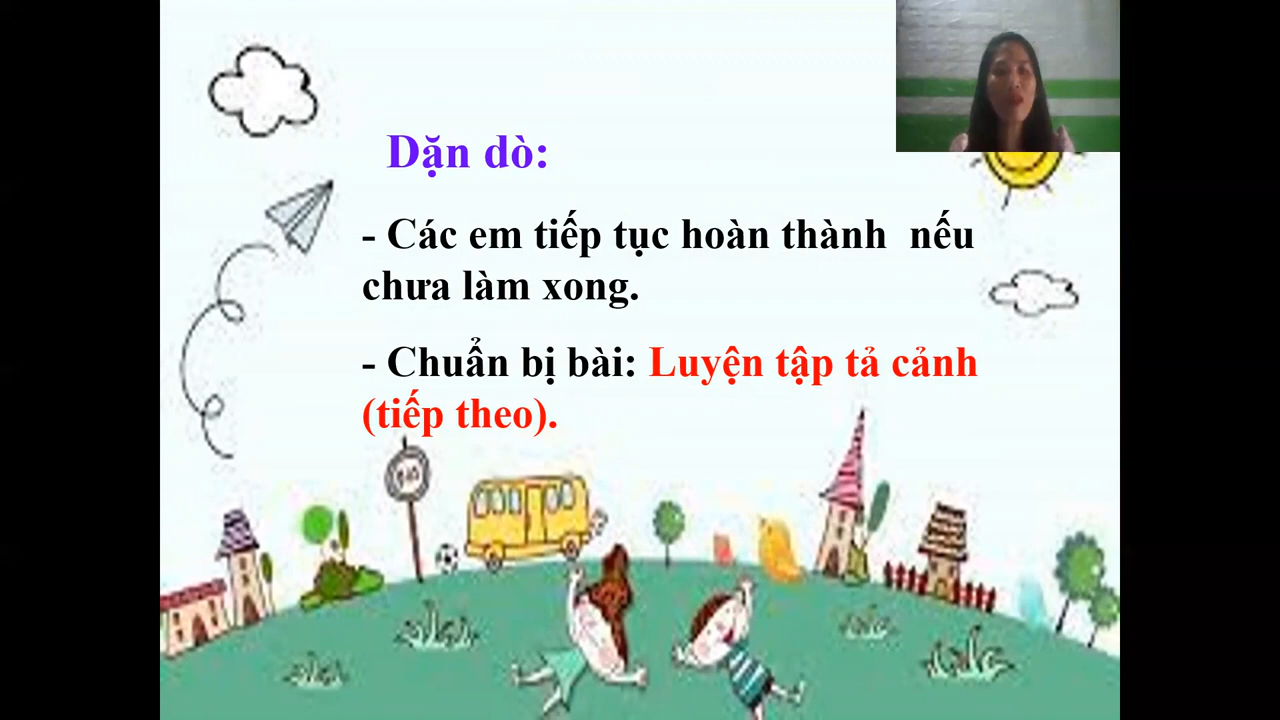 Dặn dò:
- Các em tiếp tục hoàn thành nếu
chưa làm xong.
- Chuẩn bị bài: Luyện tập tả cảnh
(tiếp theo).